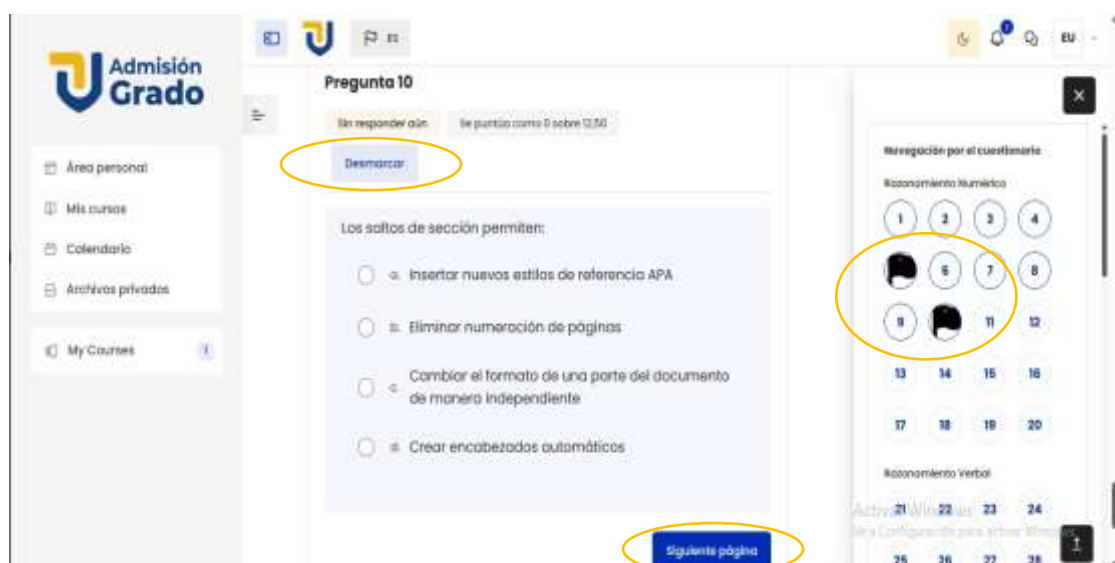 Admisión
Grado
Área personal
Mis cursos
Calendario
Archivos privados
My Courses
1
ES
EU
Pregunta 10
Sin responder aún
Se puntúa como 0 sobre 12,50
Desmarcar
Los saltos de sección permiten:
a. Insertar nuevos estilos de referencia APA
b. Eliminar numeración de páginas
c. Cambiar el formato de una parte del documento
de manera independiente
d. Crear encabezados automáticos
Siguiente página
Navegación por el cuestionario
Razonamiento Numérico
1 2 3 4
6 7 8
9 11 12
13 14 15 16
17 18 19 20
Razonamiento Verbal
21 22 23 24
25 26 27 28
Activar Windows